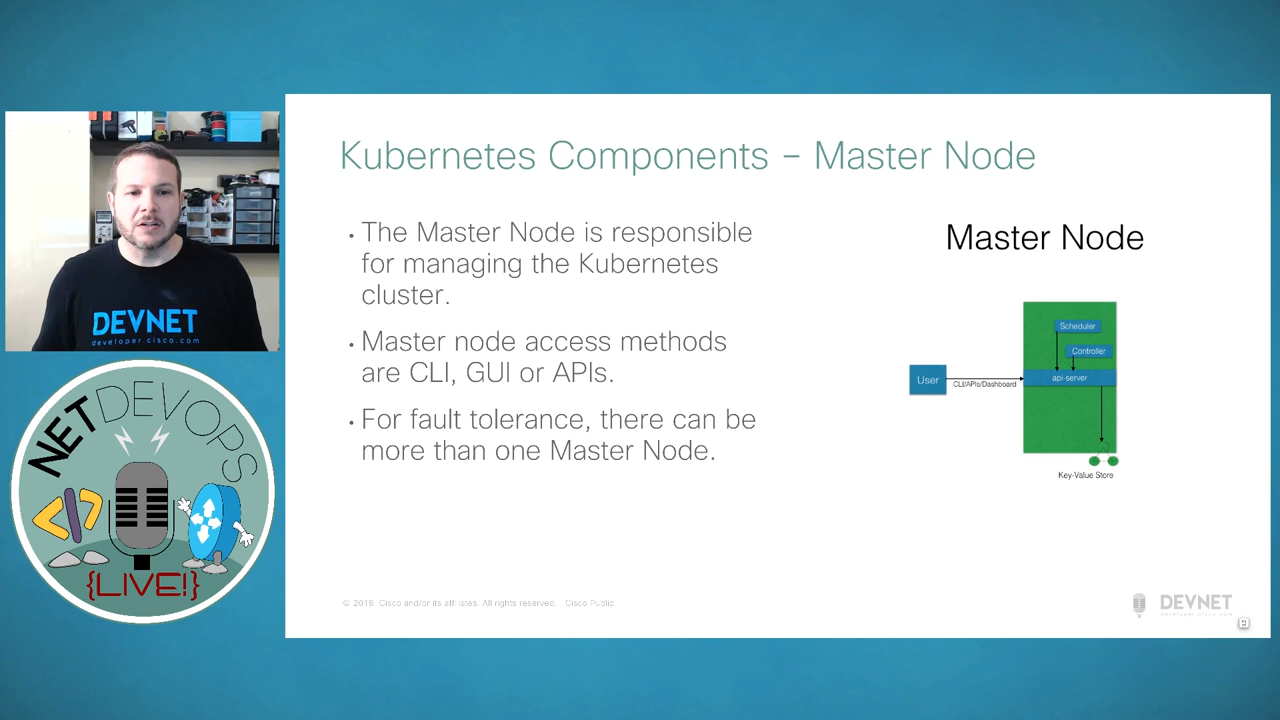 Kubernetes Components – Master Node
• The Master Node is responsible
for managing the Kubernetes
cluster.
• Master node access methods
are CLI, GUI or APIs.
• For fault tolerance, there can be
more than one Master Node.
Master Node
Scheduler
Controller
api-server
User
CLI/APIs/Dashboard
Key-Value Store
DEVNET
developer.cisco.com
NETDEVOPS
</>
{LIVE!}
© 2018 Cisco and/or its affiliates. All rights reserved. Cisco Public
DEVNET
developer.cisco.com